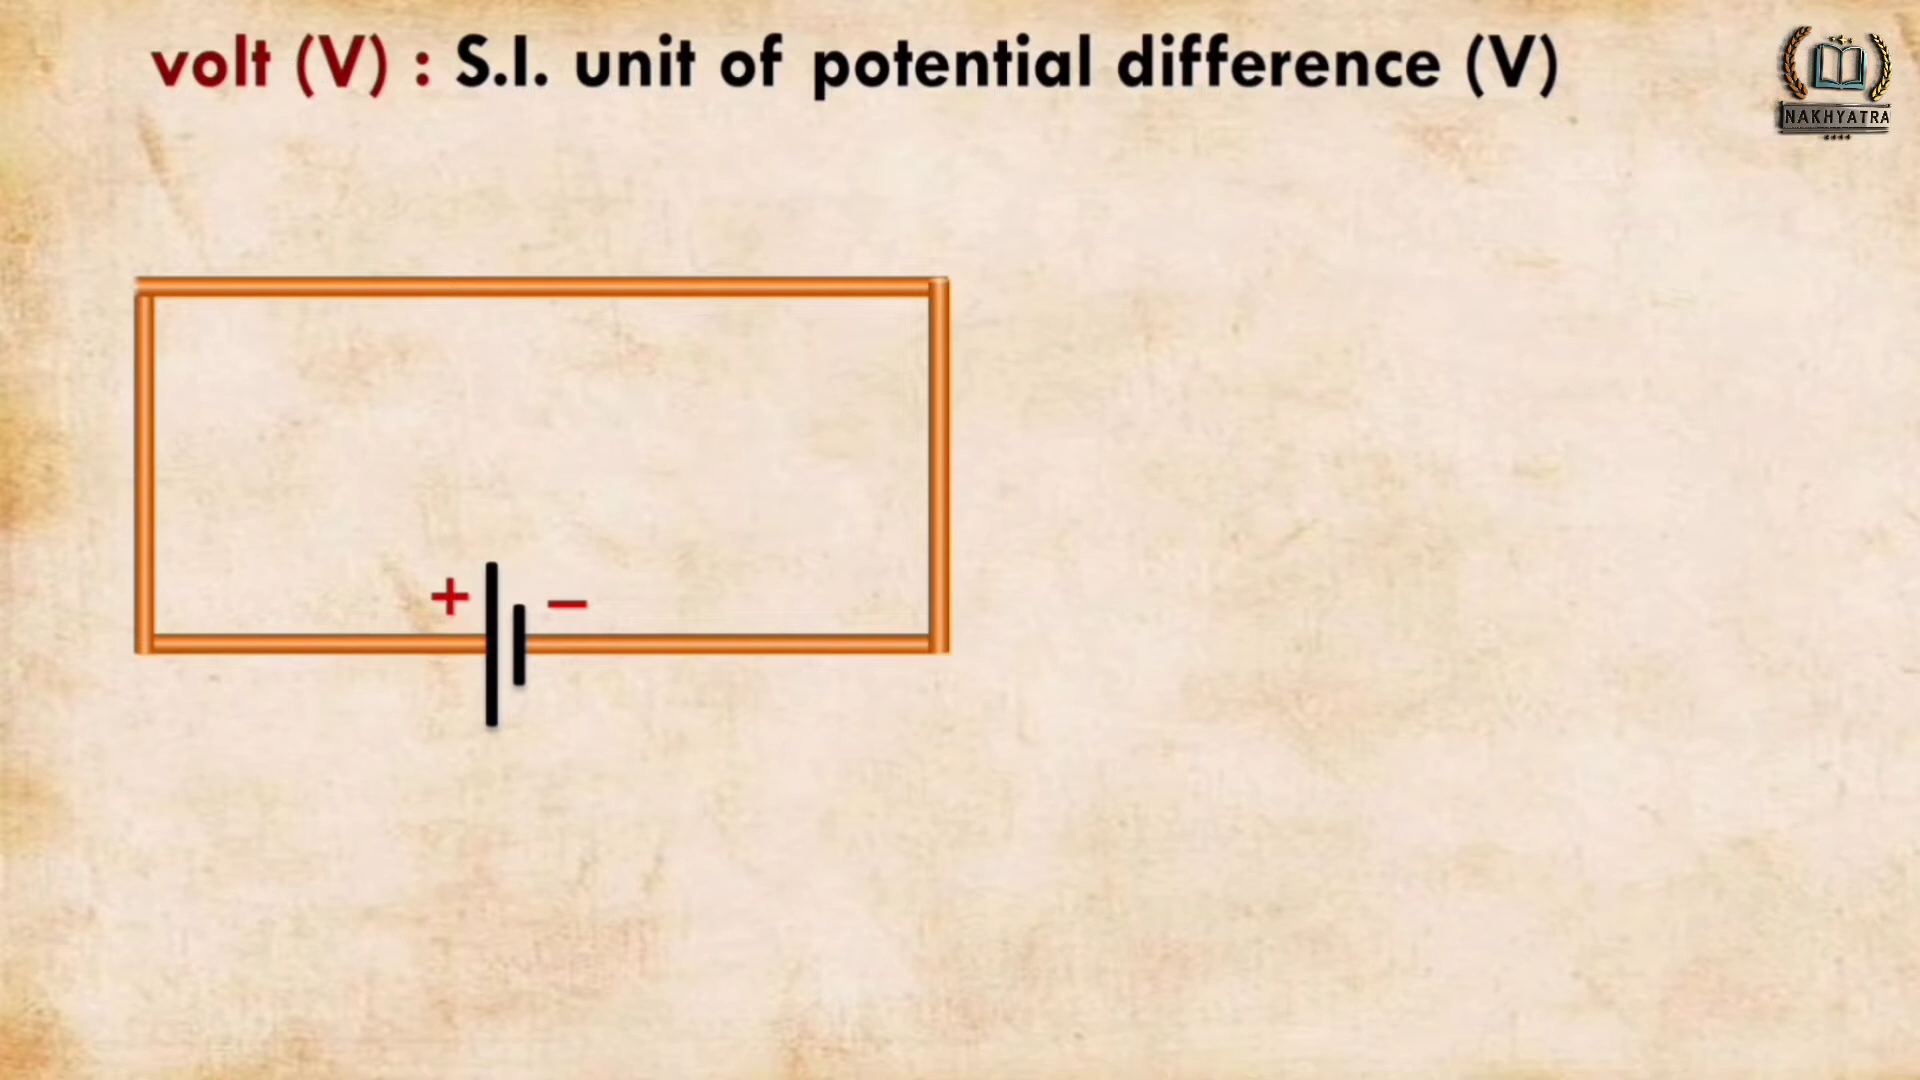 volt (V) : S.I. unit of potential difference (V)
NAKHYATRA
+ –